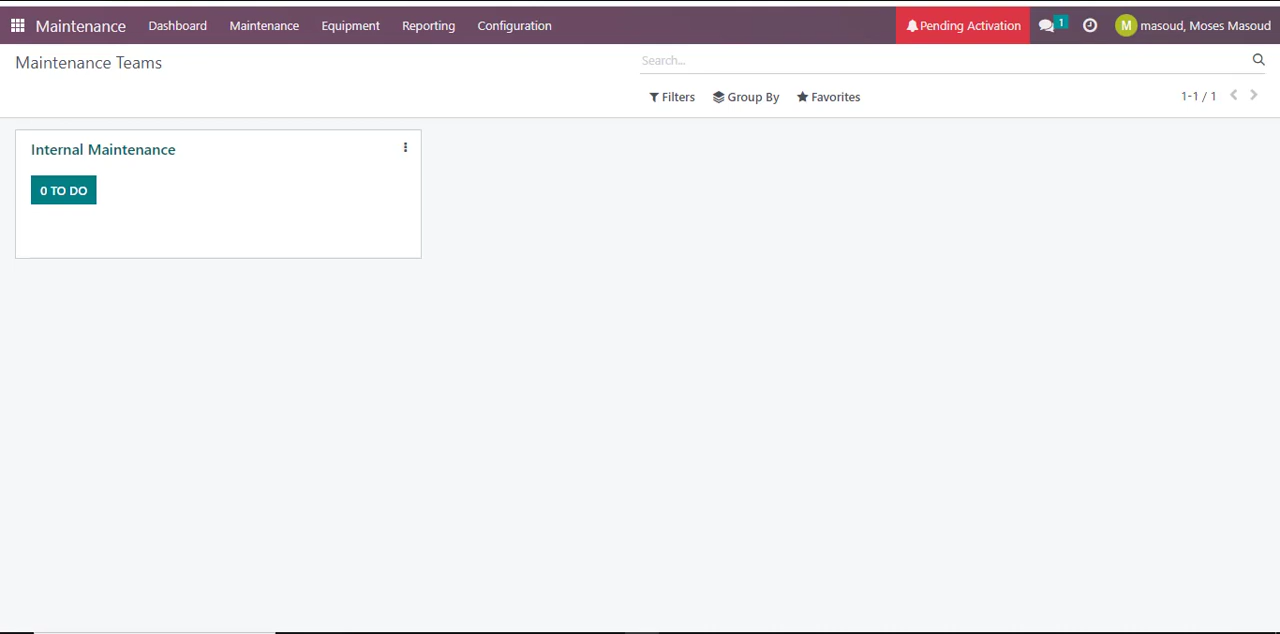 Maintenance Dashboard Maintenance Equipment Reporting Configuration Pending Activation 1 M masoud, Moses Masoud
Maintenance Teams
Search...
Filters Group By Favorites 1-1 / 1
Internal Maintenance
0 TO DO